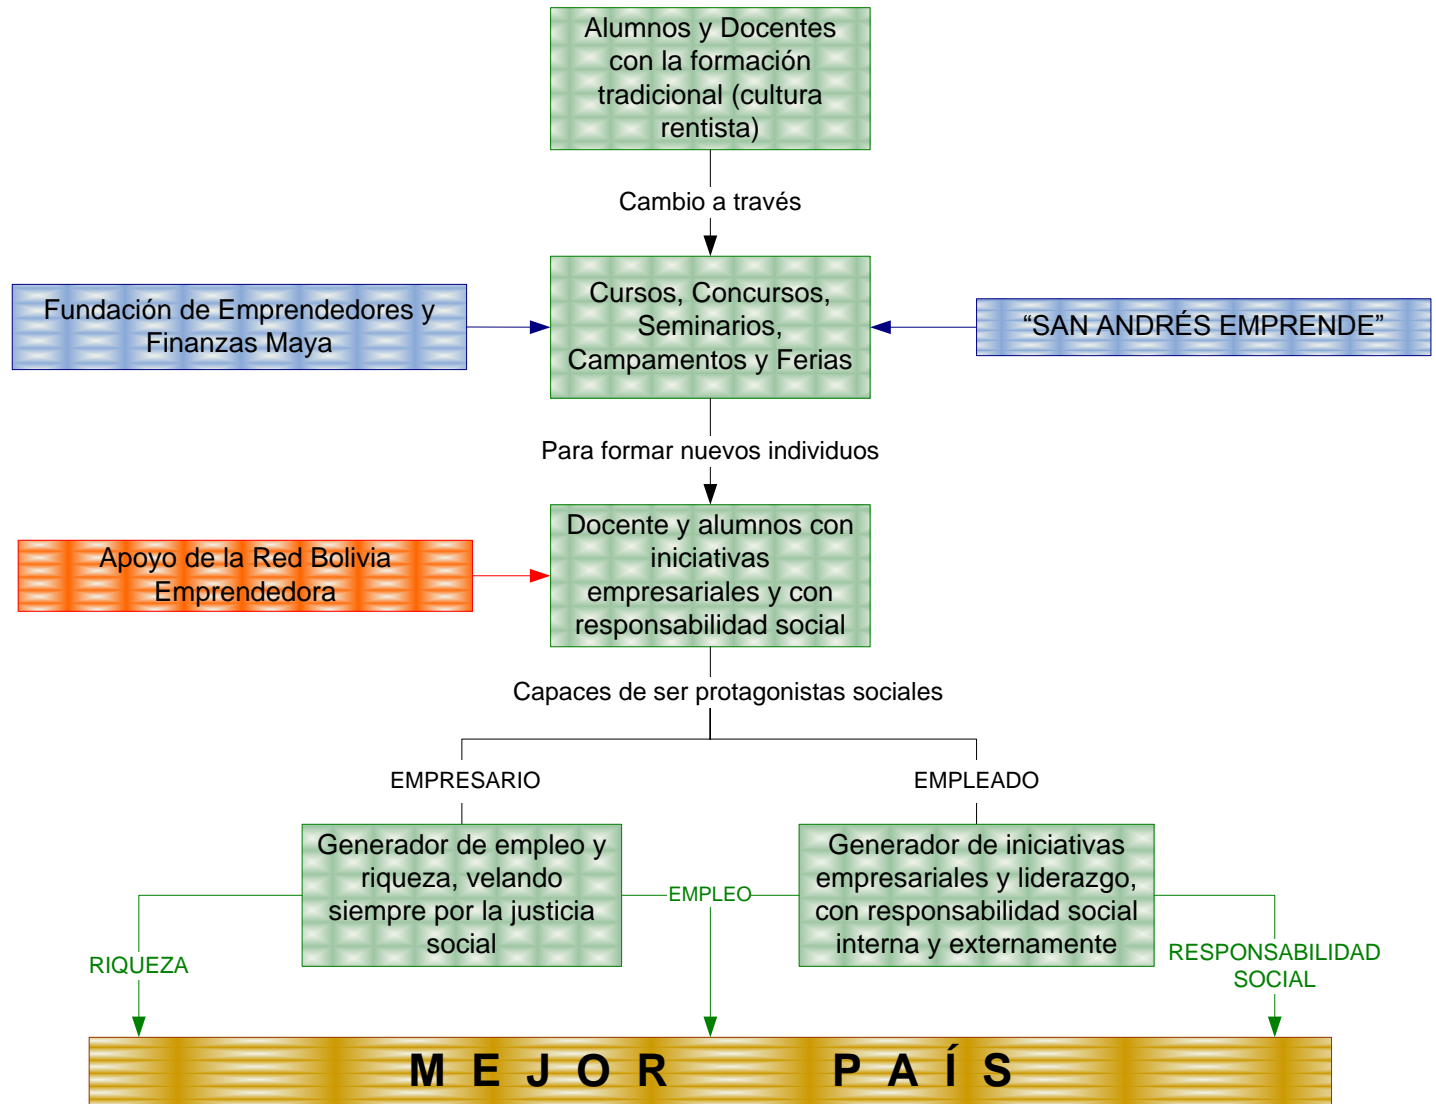 Alumnos y Docentes
con la formación
tradicional (cultura
rentista)
Cambio a través
Fundación de Emprendedores y
Finanzas Maya
Cursos, Concursos,
Seminarios,
Campamentos y Ferias
“SAN ANDRÉS EMPRENDE”
Para formar nuevos individuos
Apoyo de la Red Bolivia
Emprendedora
Docente y alumnos con
iniciativas
empresariales y con
responsabilidad social
Capaces de ser protagonistas sociales
EMPRESARIO
EMPLEADO
Generador de empleo y
riqueza, velando
siempre por la justicia
social
EMPLEO
Generador de iniciativas
empresariales y liderazgo,
con responsabilidad social
interna y externamente
RIQUEZA
RESPONSABILIDAD
SOCIAL
M E J O R P A Í S